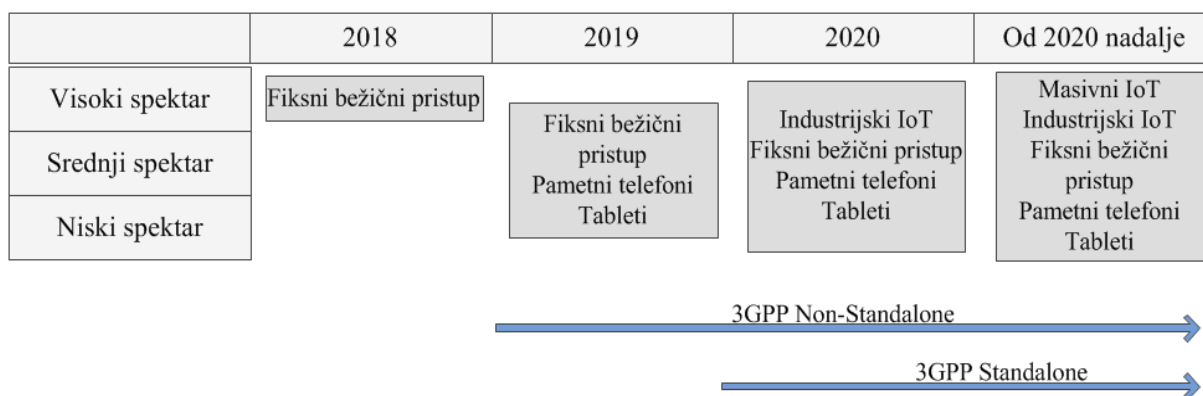 2018
2019
2020
Od 2020 nadalje
Visoki spektar
Srednji spektar
Niski spektar
Fiksni bežični pristup
Fiksni bežični
pristup
Pametni telefoni
Tableti
Industrijski IoT
Fiksni bežični pristup
Pametni telefoni
Tableti
Masivni IoT
Industrijski IoT
Fiksni bežični
pristup
Pametni telefoni
Tableti
3GPP Non-Standalone
3GPP Standalone